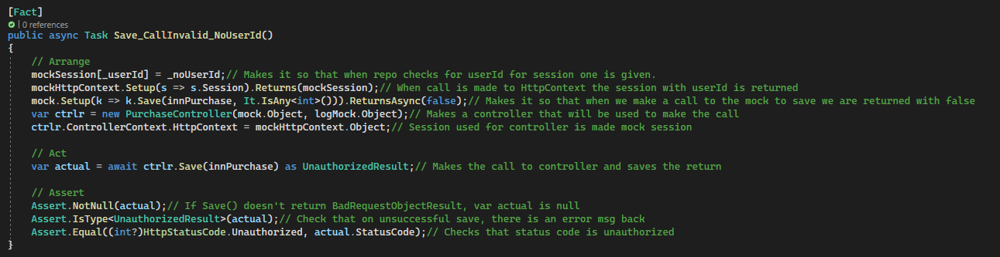 [Fact]
| 0 references
public async Task Save_CallInvalid_NoUserId()
{
// Arrange
mockSession[_userId] = _noUserId;// Makes it so that when repo checks for userId for session one is given.
mockHttpContext.Setup(s => s.Session).Returns(mockSession);// When call is made to HttpContext the session with userId is returned
mock.Setup(k => k.Save(innPurchase, It.IsAny<int>())).ReturnsAsync(false);// Makes it so that when we make a call to the mock to save we are returned with false
var ctrlr = new PurchaseController(mock.Object, logMock.Object);// Makes a controller that will be used to make the call
ctrlr.ControllerContext.HttpContext = mockHttpContext.Object;// Session used for controller is made mock session
// Act
var actual = await ctrlr.Save(innPurchase) as UnauthorizedResult;// Makes the call to controller and saves the return
// Assert
Assert.NotNull(actual);// If Save() doesn't return BadRequestObjectResult, var actual is null
Assert.IsType<UnauthorizedResult>(actual);// Check that on unsuccessful save, there is an error msg back
Assert.Equal((int?)HttpStatusCode.Unauthorized, actual.StatusCode);// Checks that status code is unauthorized
}